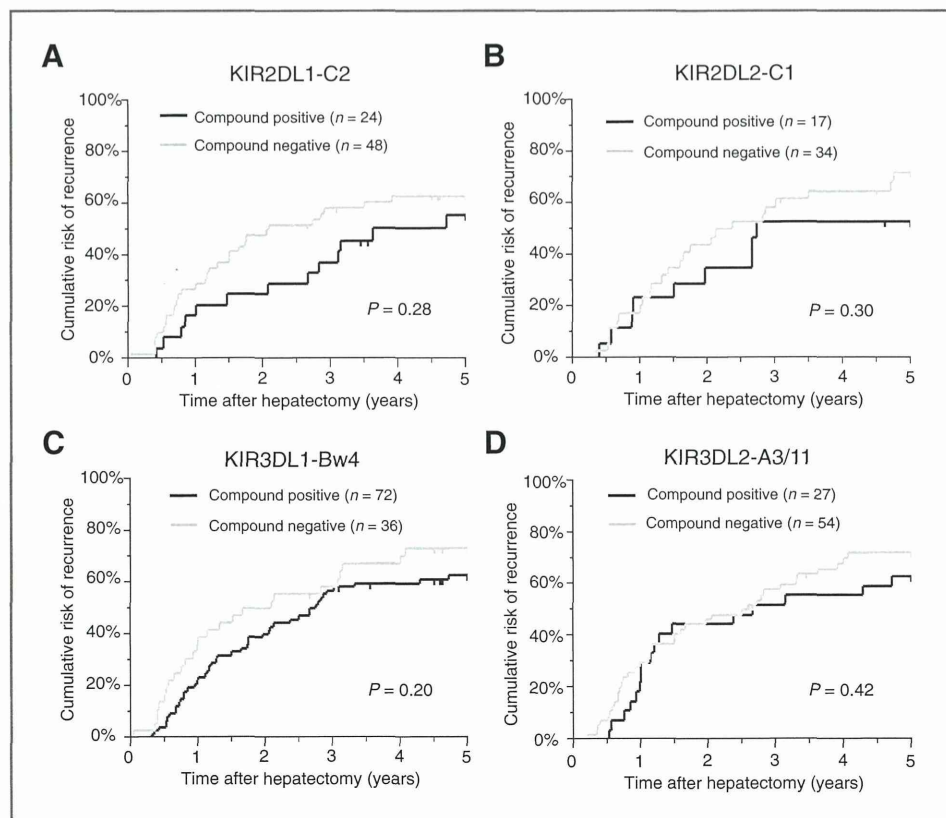 A
KIR2DL1-C2
100%
80%
60%
40%
20%
0%
Cumulative risk of recurrence
Compound positive (n = 24)
Compound negative (n = 48)
P = 0.28
0 1 2 3 4 5
Time after hepatectomy (years)
B
KIR2DL2-C1
100%
80%
60%
40%
20%
0%
Cumulative risk of recurrence
Compound positive (n = 17)
Compound negative (n = 34)
P = 0.30
0 1 2 3 4 5
Time after hepatectomy (years)
C
KIR3DL1-Bw4
100%
80%
60%
40%
20%
0%
Cumulative risk of recurrence
Compound positive (n = 72)
Compound negative (n = 36)
P = 0.20
0 1 2 3 4 5
Time after hepatectomy (years)
D
KIR3DL2-A3/11
100%
80%
60%
40%
20%
0%
Cumulative risk of recurrence
Compound positive (n = 27)
Compound negative (n = 54)
P = 0.42
0 1 2 3 4 5
Time after hepatectomy (years)